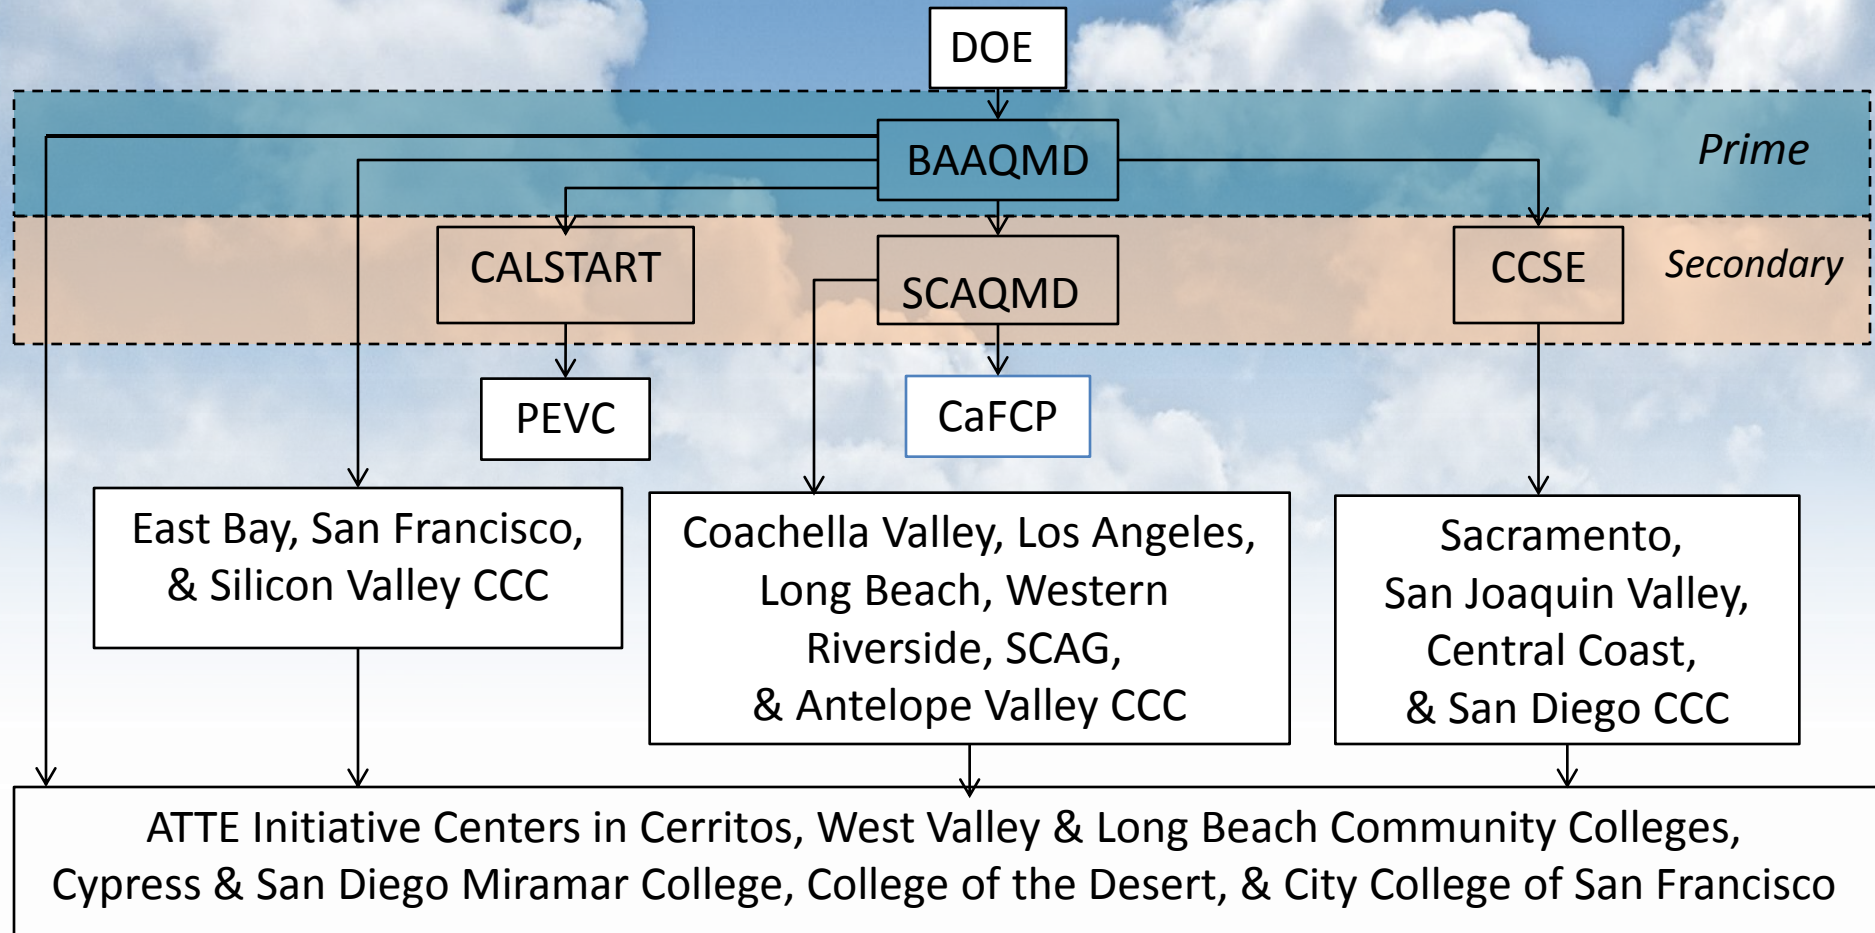 DOE
BAAQMD
Prime
CALSTART
SCAQMD
CCSE
Secondary
PEVC
CaFCP
East Bay, San Francisco,
& Silicon Valley CCC
Coachella Valley, Los Angeles,
Long Beach, Western
Riverside, SCAG,
& Antelope Valley CCC
Sacramento,
San Joaquin Valley,
Central Coast,
& San Diego CCC
ATTE Initiative Centers in Cerritos, West Valley & Long Beach Community Colleges,
Cypress & San Diego Miramar College, College of the Desert, & City College of San Francisco